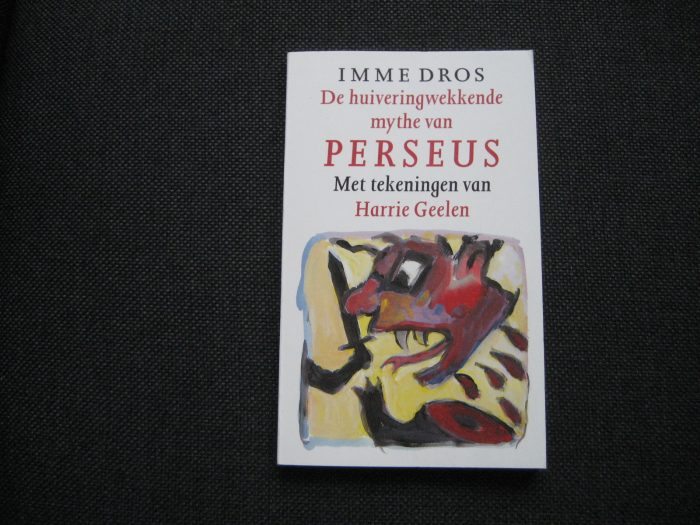 IMME DROS
De huiveringwekkende
mythe van
PERSEUS
Met tekeningen van
Harrie Geelen